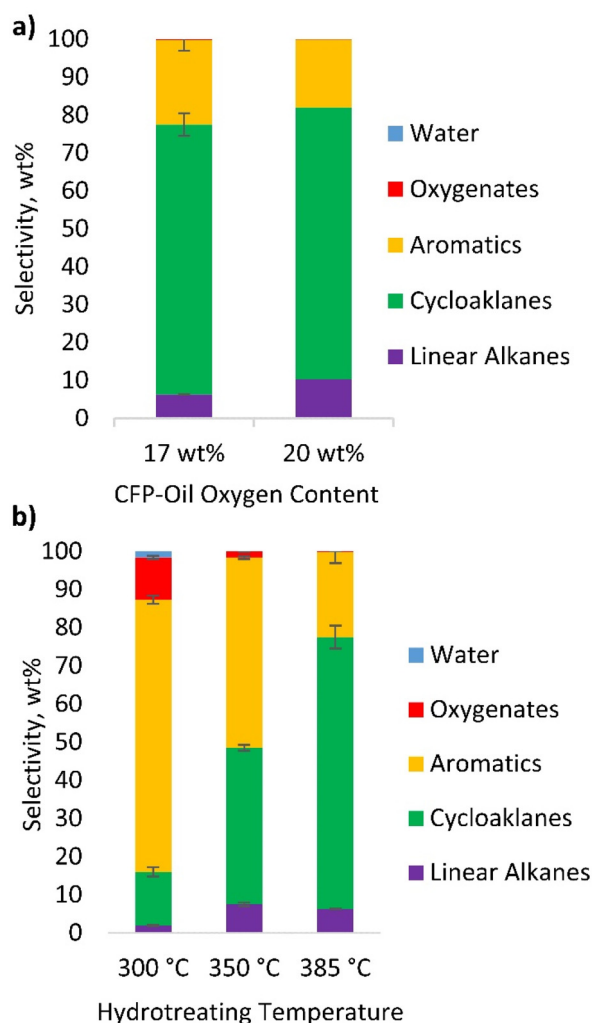 a)
100
90
80
70
60
50
40
30
20
10
0
Selectivity, wt%
17 wt%
20 wt%
CFP-Oil Oxygen Content
Water
Oxygenates
Aromatics
Cycloaklanes
Linear Alkanes
b)
100
90
80
70
60
50
40
30
20
10
0
Selectivity, wt%
300 °C
350 °C
385 °C
Hydrotreating Temperature
Water
Oxygenates
Aromatics
Cycloaklanes
Linear Alkanes